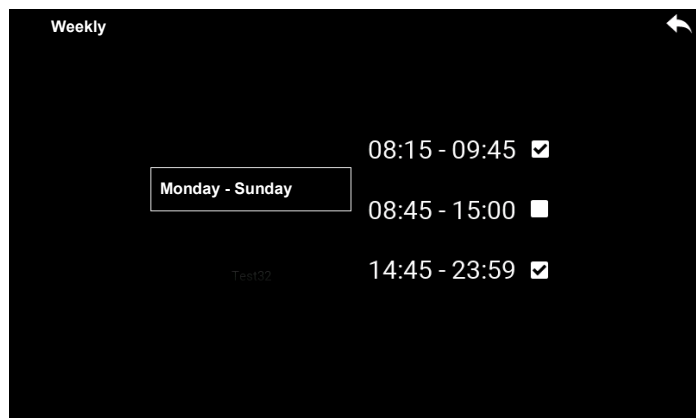 Weekly
08:15 - 09:45
Monday - Sunday
08:45 - 15:00
14:45 - 23:59
Test32